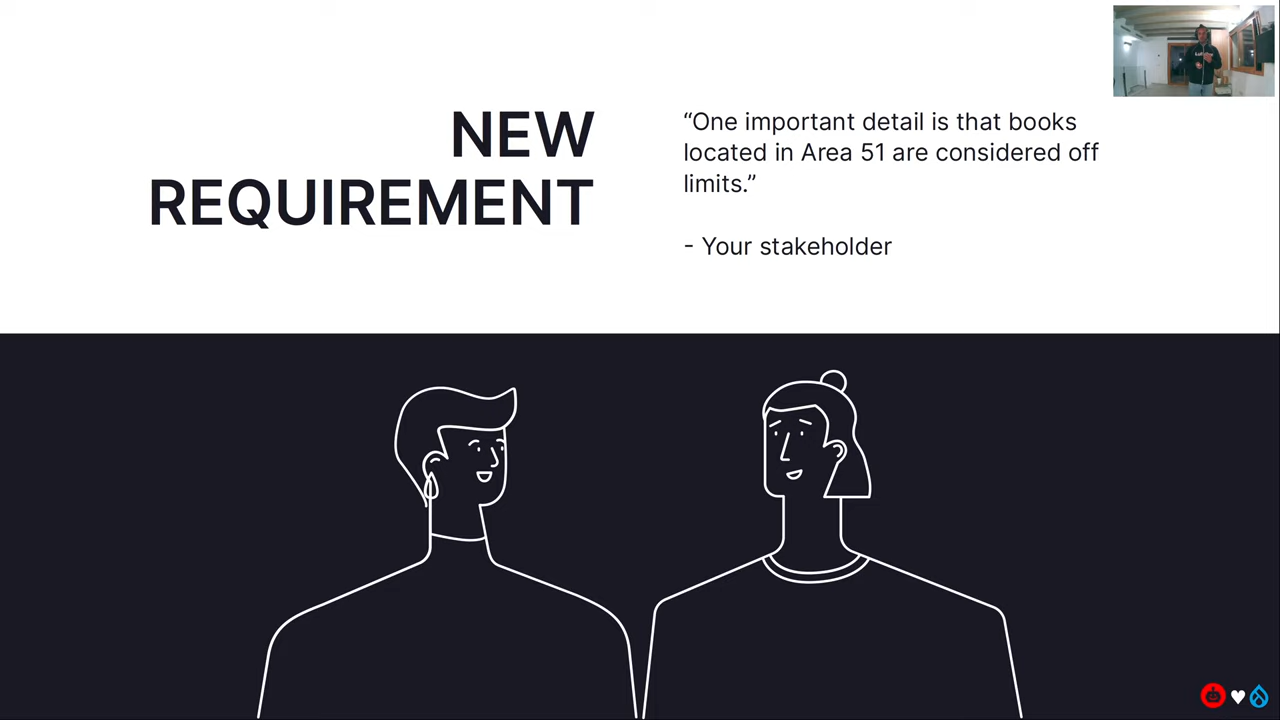 NEW
REQUIREMENT
“One important detail is that books
located in Area 51 are considered off
limits.”
- Your stakeholder